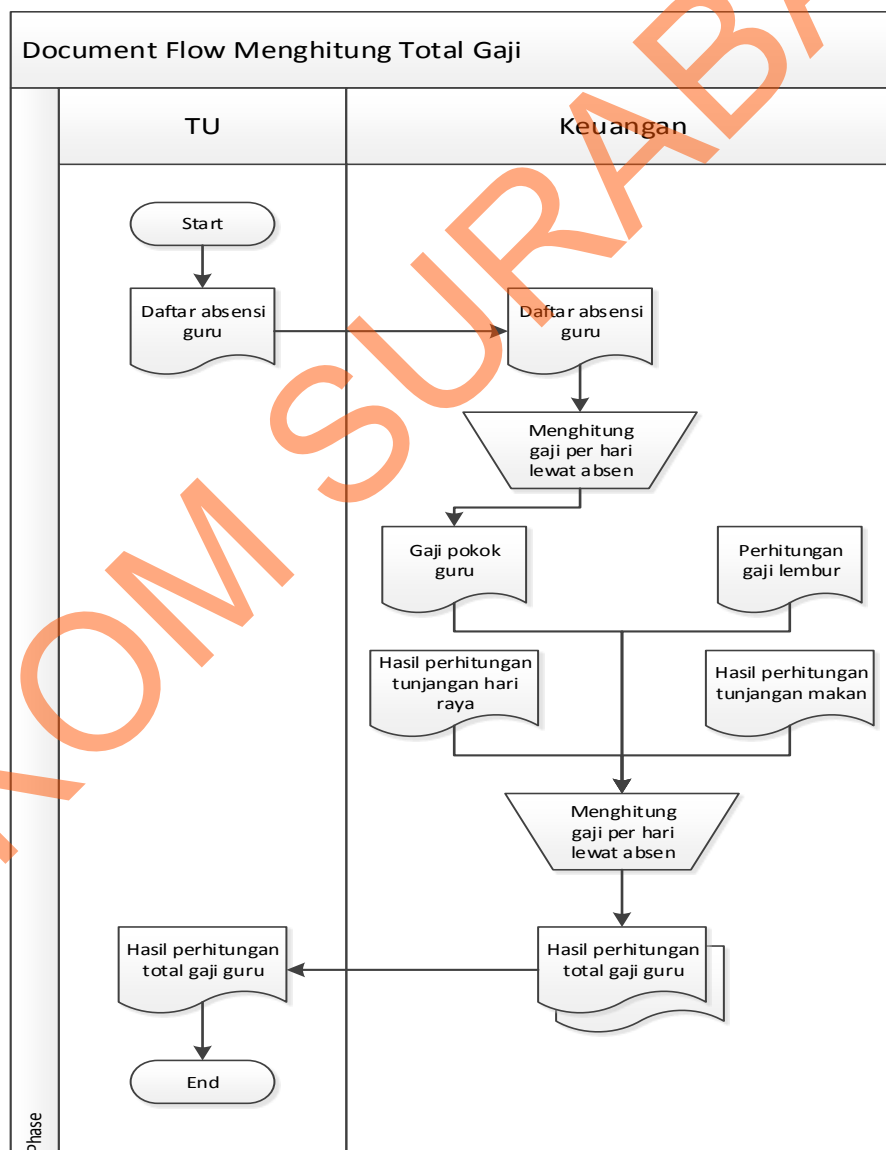 Document Flow Menghitung Total Gaji
TU
Keuangan
Start
Daftar absensi
guru
Daftar absensi
guru
Menghitung
gaji per hari
lewat absen
Gaji pokok
guru
Perhitungan
gaji lembur
Hasil perhitungan
tunjangan hari
raya
Hasil perhitungan
tunjangan makan
Menghitung
gaji per hari
lewat absen
Hasil perhitungan
total gaji guru
Hasil perhitungan
total gaji guru
End
Phase
KOM SURABA